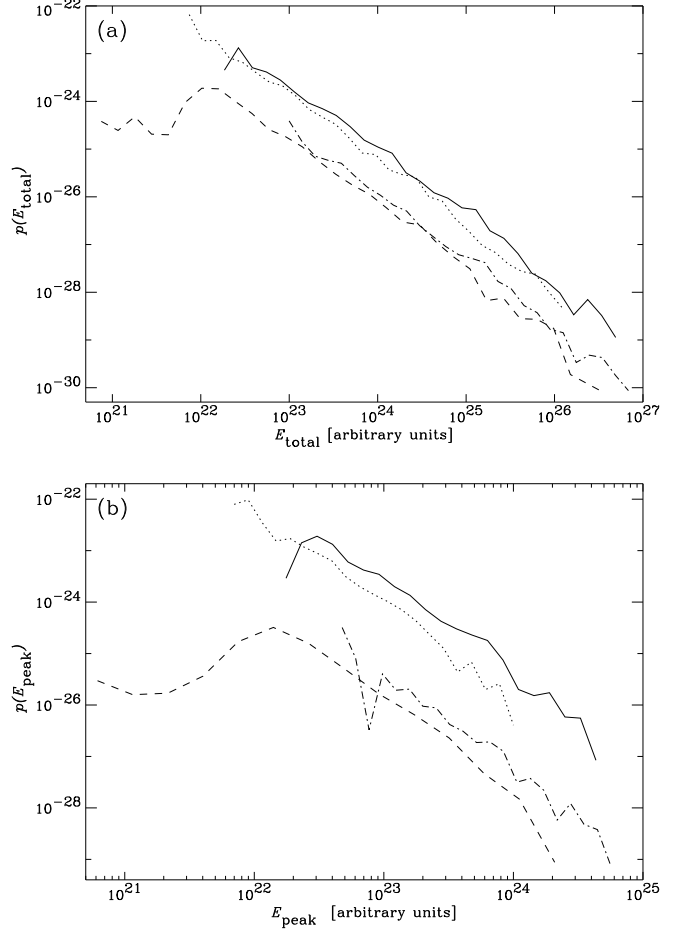 10^−22
(a)
10^−24
10^−26
10^−28
10^−30
p(E_total)
10^21 10^22 10^23 10^24 10^25 10^26 10^27
E_total [arbitrary units]
10^−22
(b)
10^−24
10^−26
10^−28
p(E_peak)
10^21 10^22 10^23 10^24 10^25
E_peak [arbitrary units]